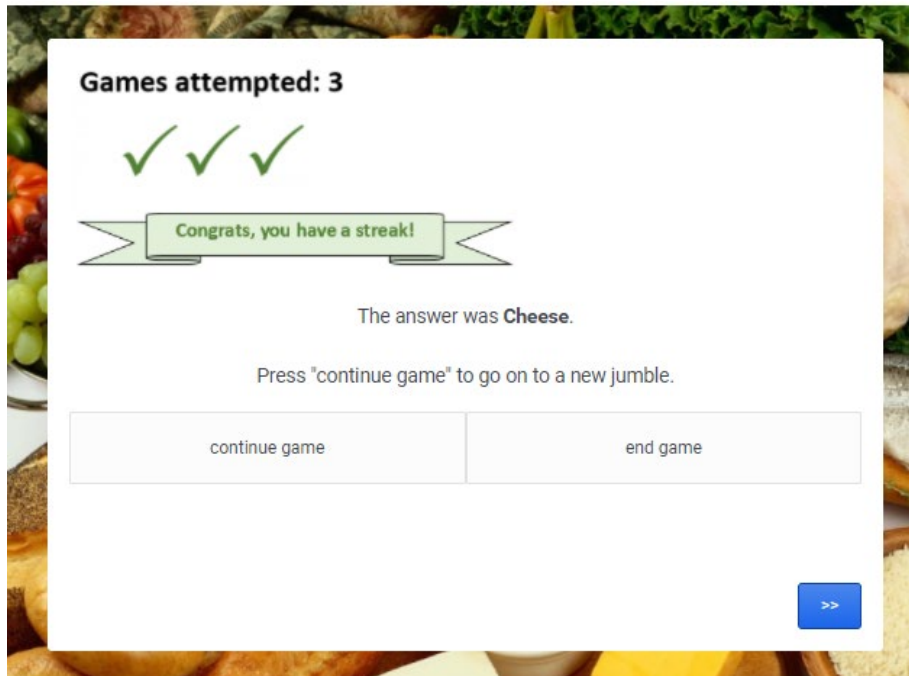 Games attempted: 3
Congrats, you have a streak!
The answer was Cheese.
Press "continue game" to go on to a new jumble.
continue game
end game
>>